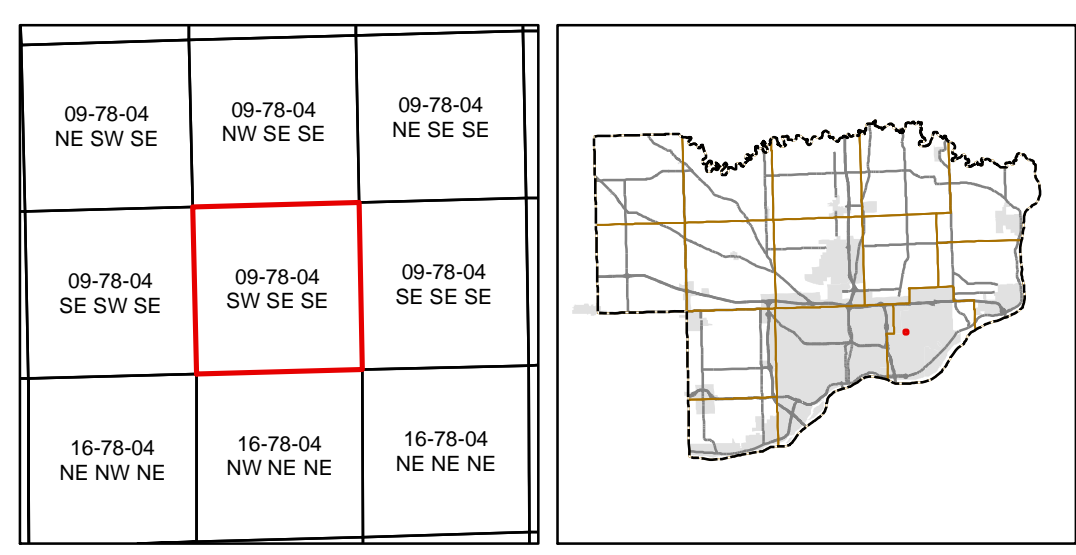 09-78-04
NE SW SE
09-78-04
NW SE SE
09-78-04
NE SE SE
09-78-04
SE SW SE
09-78-04
SW SE SE
09-78-04
SE SE SE
16-78-04
NE NW NE
16-78-04
NW NE NE
16-78-04
NE NE NE